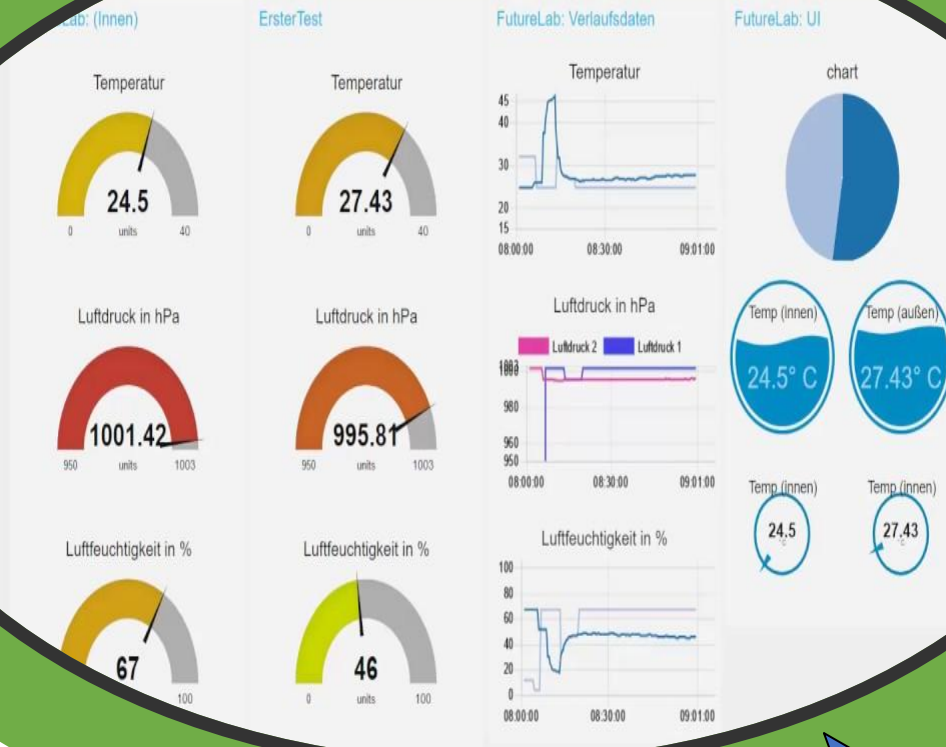 Lab: (Innen)
Temperatur
24.5
0 units 40
Luftdruck in hPa
1001.42
950 units 1003
Luftfeuchtigkeit in %
67
100
ErsterTest
Temperatur
27.43
0 units 40
Luftdruck in hPa
995.81
950 units 1003
Luftfeuchtigkeit in %
46
0 units 100
FutureLab: Verlaufsdaten
Temperatur
45
40
30
20
15
08:00:00 08:30:00 09:01:00
Luftdruck in hPa
Luftdruck 2 Luftdruck 1
980
960
950
08:00:00 08:30:00 09:01:00
Luftfeuchtigkeit in %
100
80
60
40
20
0
08:00:00 08:30:00 09:01:00
FutureLab: UI
chart
Temp (innen) Temp (außen)
24.5° C 27.43° C
Temp (innen) Temp (innen)
24.5 27.43
°C °C